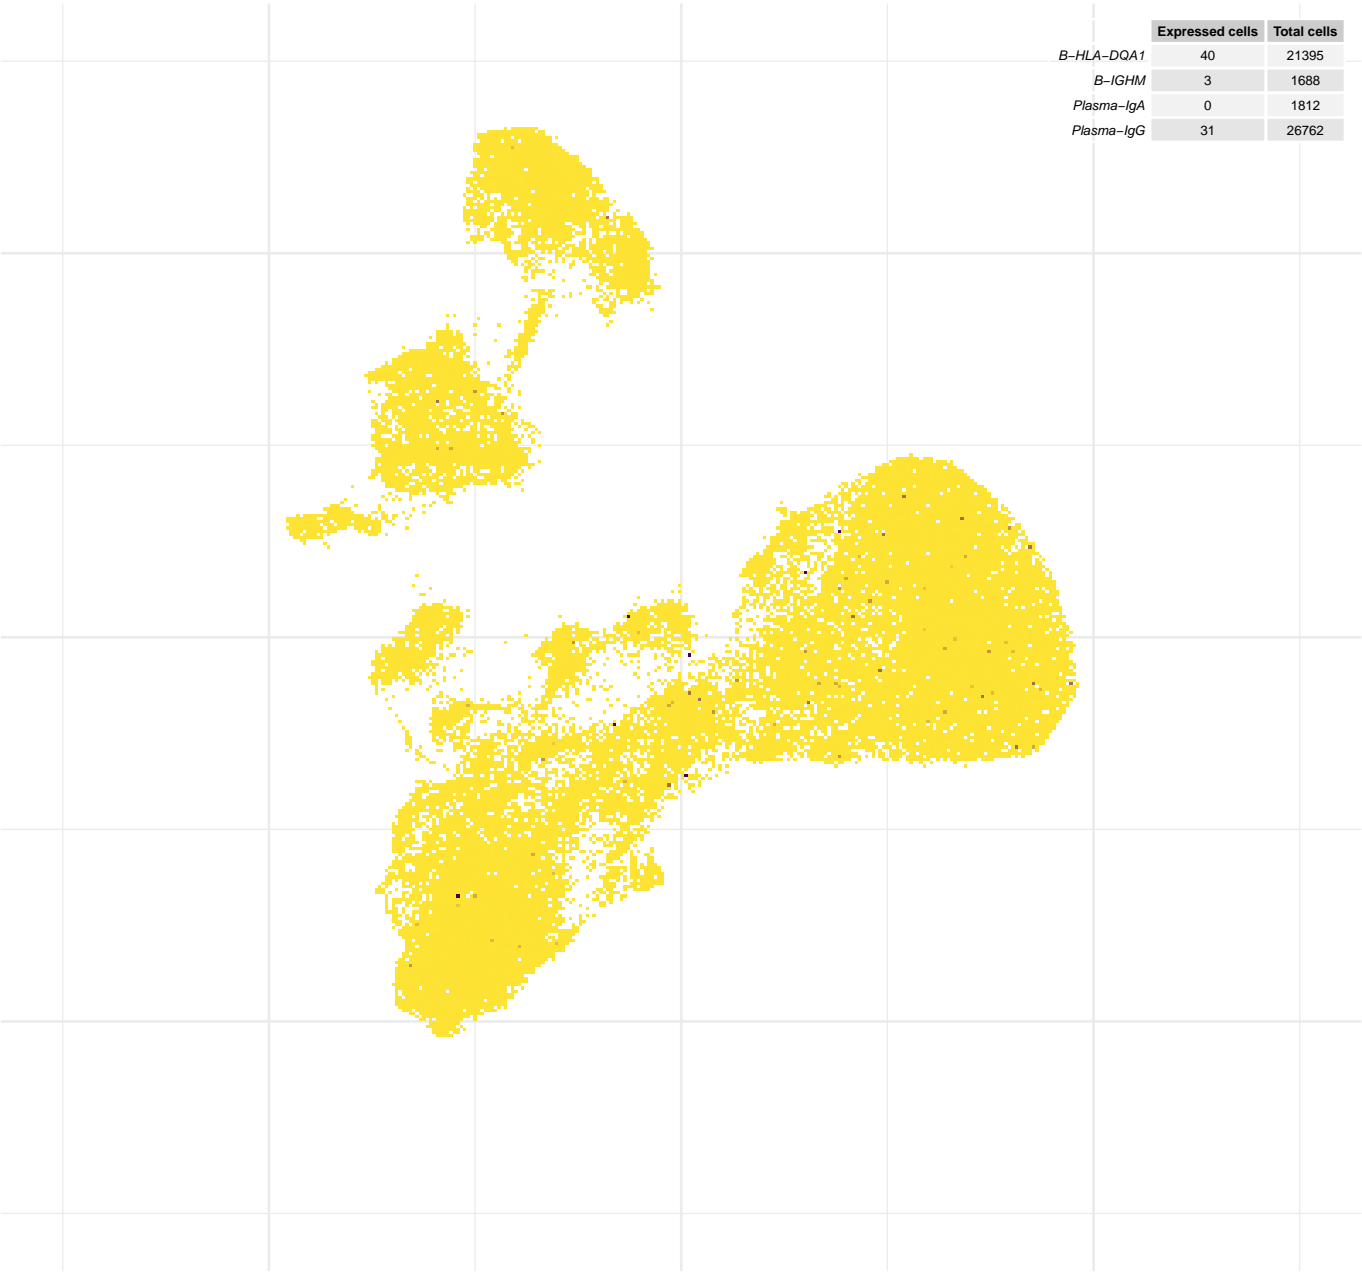 Expressed cells Total cells
B−HLA−DQA1 40 21395
B−IGHM 3 1688
Plasma−IgA 0 1812
Plasma−IgG 31 26762